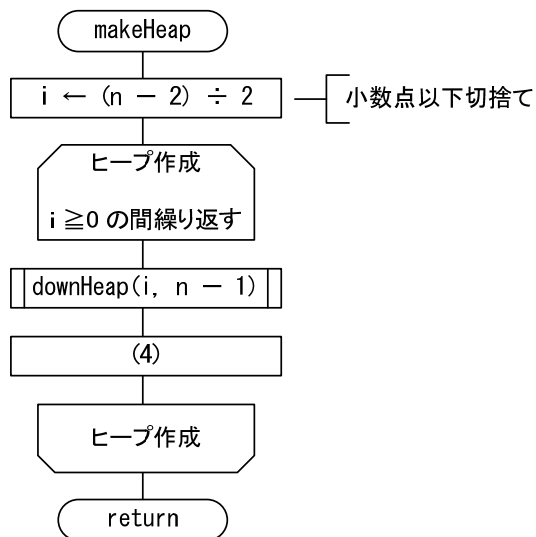 makeHeap
i ← (n − 2) ÷ 2
小数点以下切捨て
ヒープ作成
i ≧0 の間繰り返す
downHeap(i, n − 1)
(4)
ヒープ作成
return